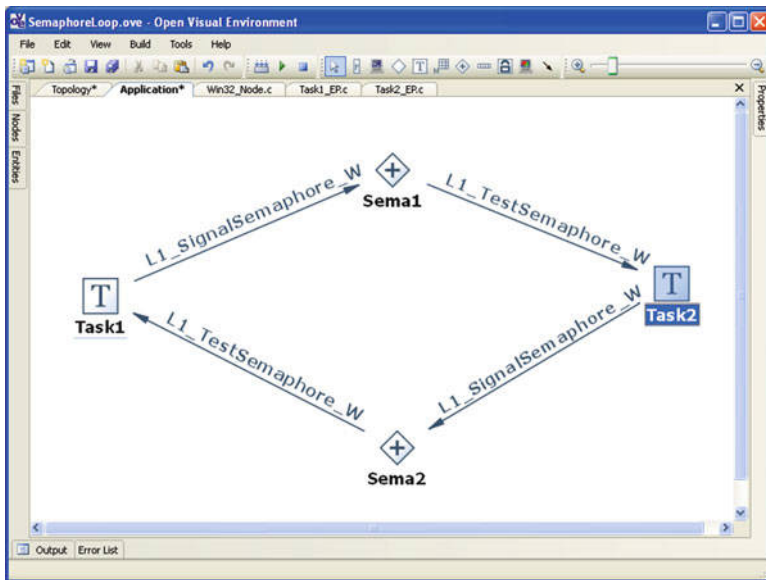 SemaphoreLoop.ove - Open Visual Environment
File Edit View Build Tools Help
Topology* Application* Win32_Node.c Task1_EP.c Task2_EP.c
Files
Nodes
Entities
Properties
L1_SignalSemaphore_W
Sema1
L1_TestSemaphore_W
T
Task1
T
Task2
L1_TestSemaphore_W
L1_SignalSemaphore_W
Sema2
Output Error List